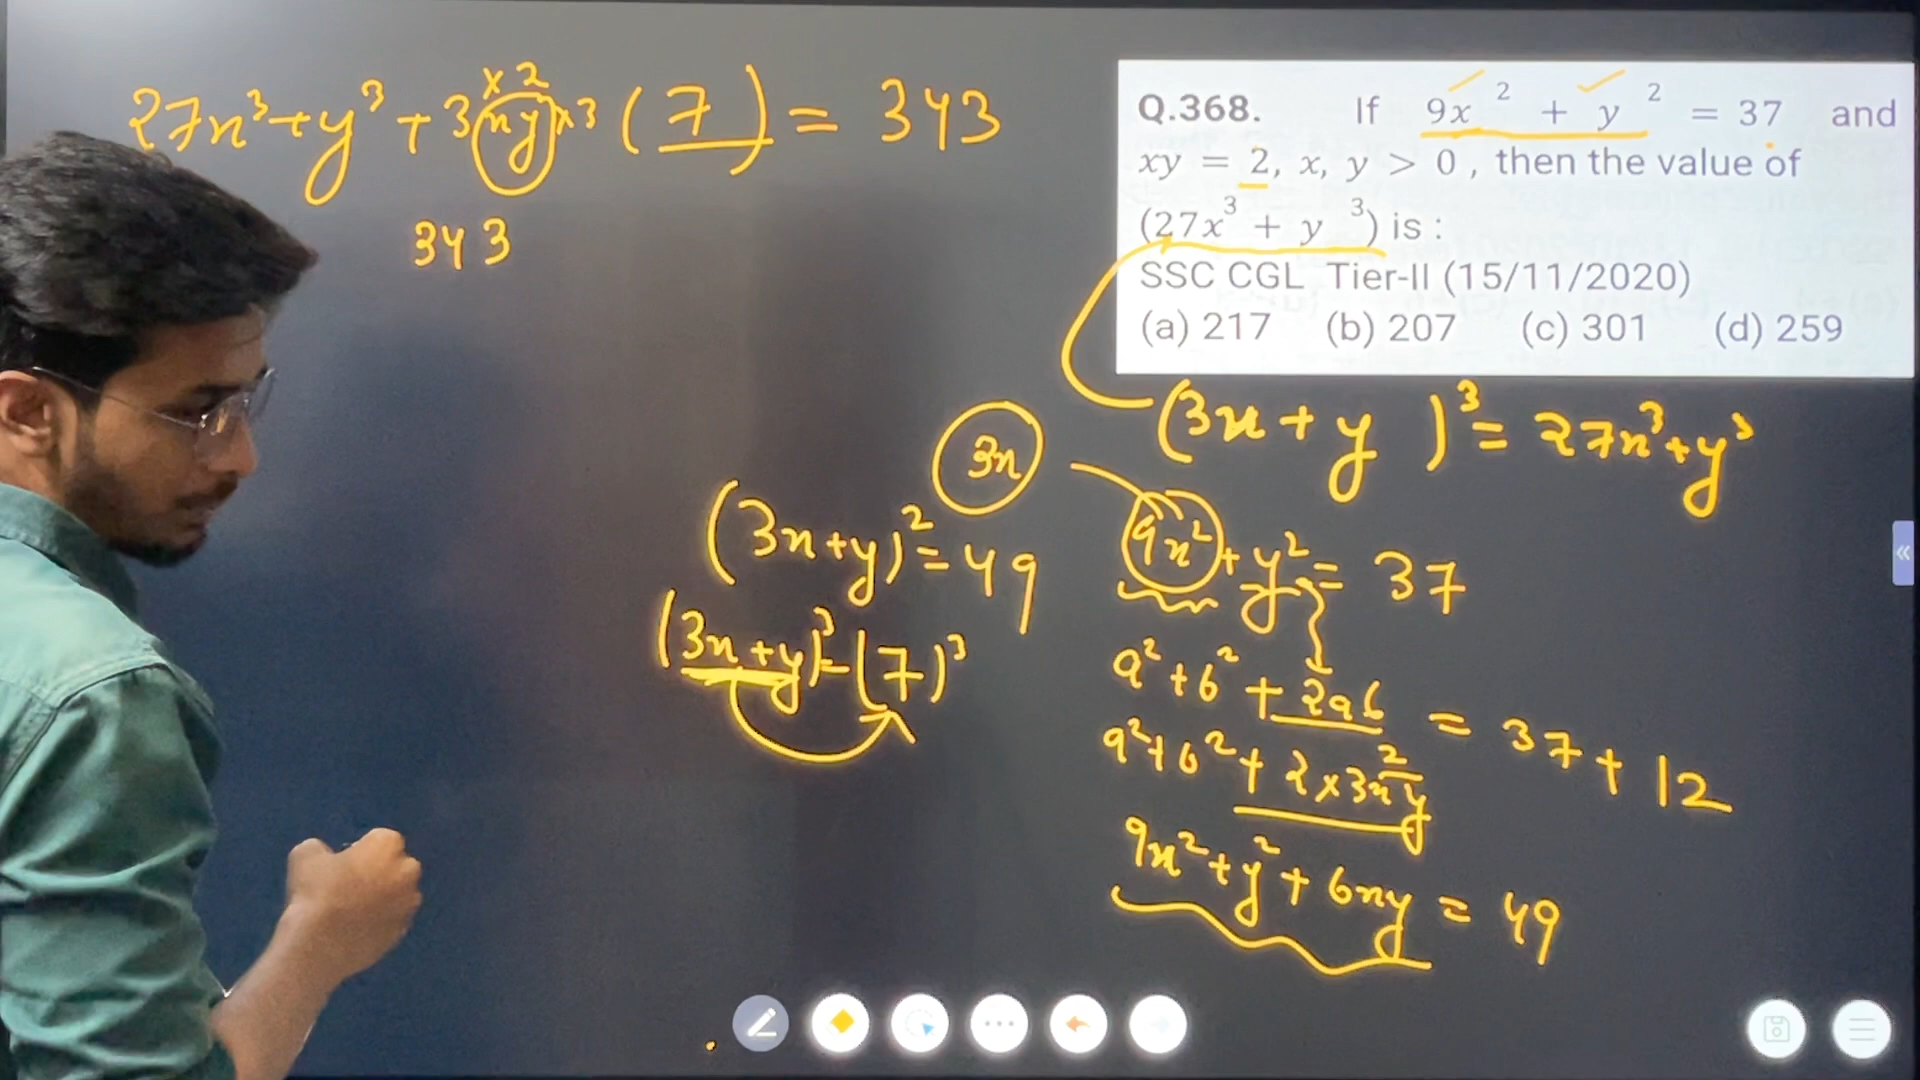 27x³+y³+3xy×3(7)= 343
×2
343
Q.368. If 9x² + y² = 37 and
xy = 2, x, y > 0, then the value of
(27x³ + y³) is :
SSC CGL Tier-II (15/11/2020)
(a) 217 (b) 207 (c) 301 (d) 259
(3x+y)³= 27x³+y³
3x
(3x+y)²=49
(3x+y)³=(7)³
9x²+y²= 37
a²+b²+2ab = 37+12
2
a²+b²+2×3xy
9x²+y²+6xy = 49